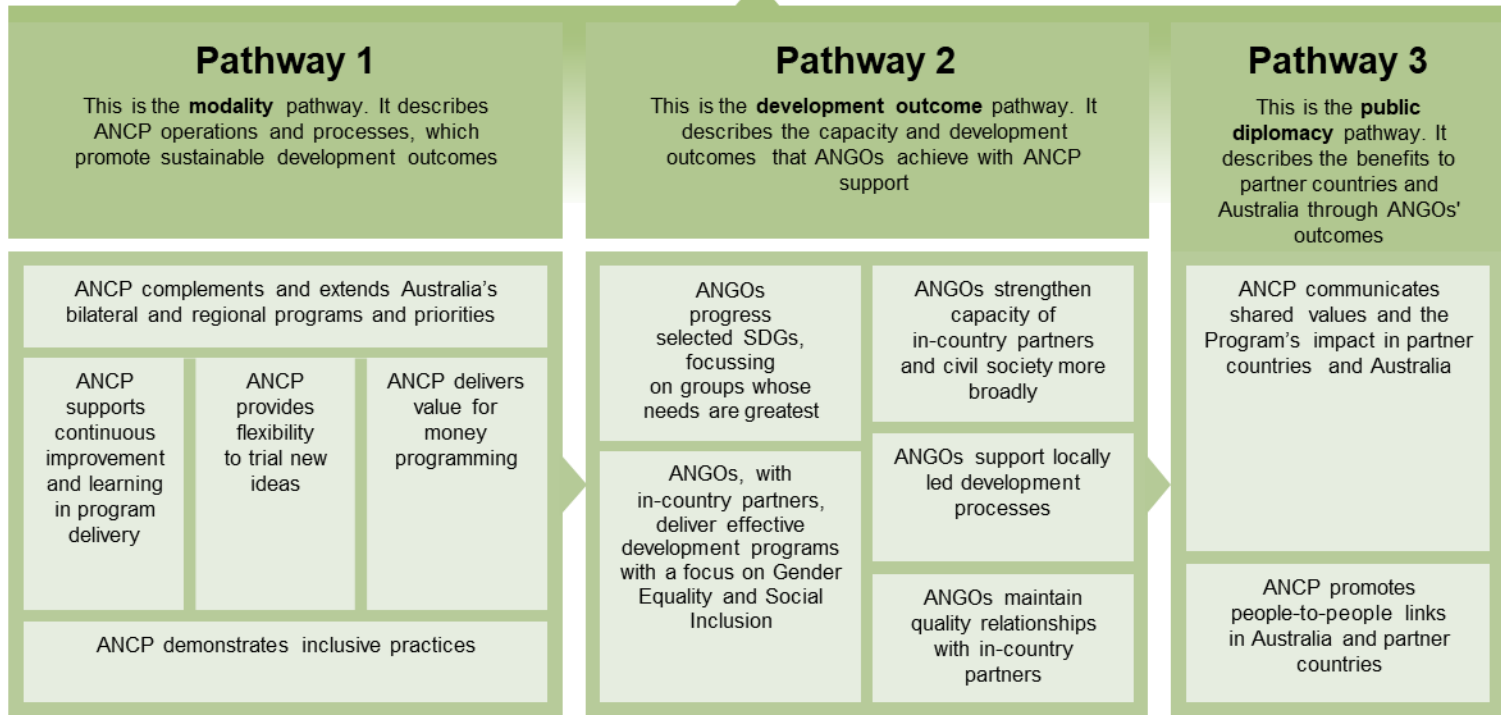 Pathway 1
This is the modality pathway. It describes
ANCP operations and processes, which
promote sustainable development outcomes
ANCP complements and extends Australia's
bilateral and regional programs and priorities
ANCP
supports
continuous
improvement
and learning
in program
delivery
ANCP
provides
flexibility
to trial new
ideas
ANCP delivers
value for
money
programming
ANCP demonstrates inclusive practices
Pathway 2
This is the development outcome pathway. It
describes the capacity and development
outcomes that ANGOs achieve with ANCP
support
ANGOs
progress
selected SDGs,
focussing
on groups whose
needs are greatest
ANGOs, with
in-country partners,
deliver effective
development programs
with a focus on Gender
Equality and Social
Inclusion
ANGOs strengthen
capacity of
in-country partners
and civil society more
broadly
ANGOs support locally
led development
processes
ANGOs maintain
quality relationships
with in-country
partners
Pathway 3
This is the public
diplomacy pathway. It
describes the benefits to
partner countries and
Australia through ANGOs'
outcomes
ANCP communicates
shared values and the
Program's impact in partner
countries and Australia
ANCP promotes
people-to-people links
in Australia and partner
countries